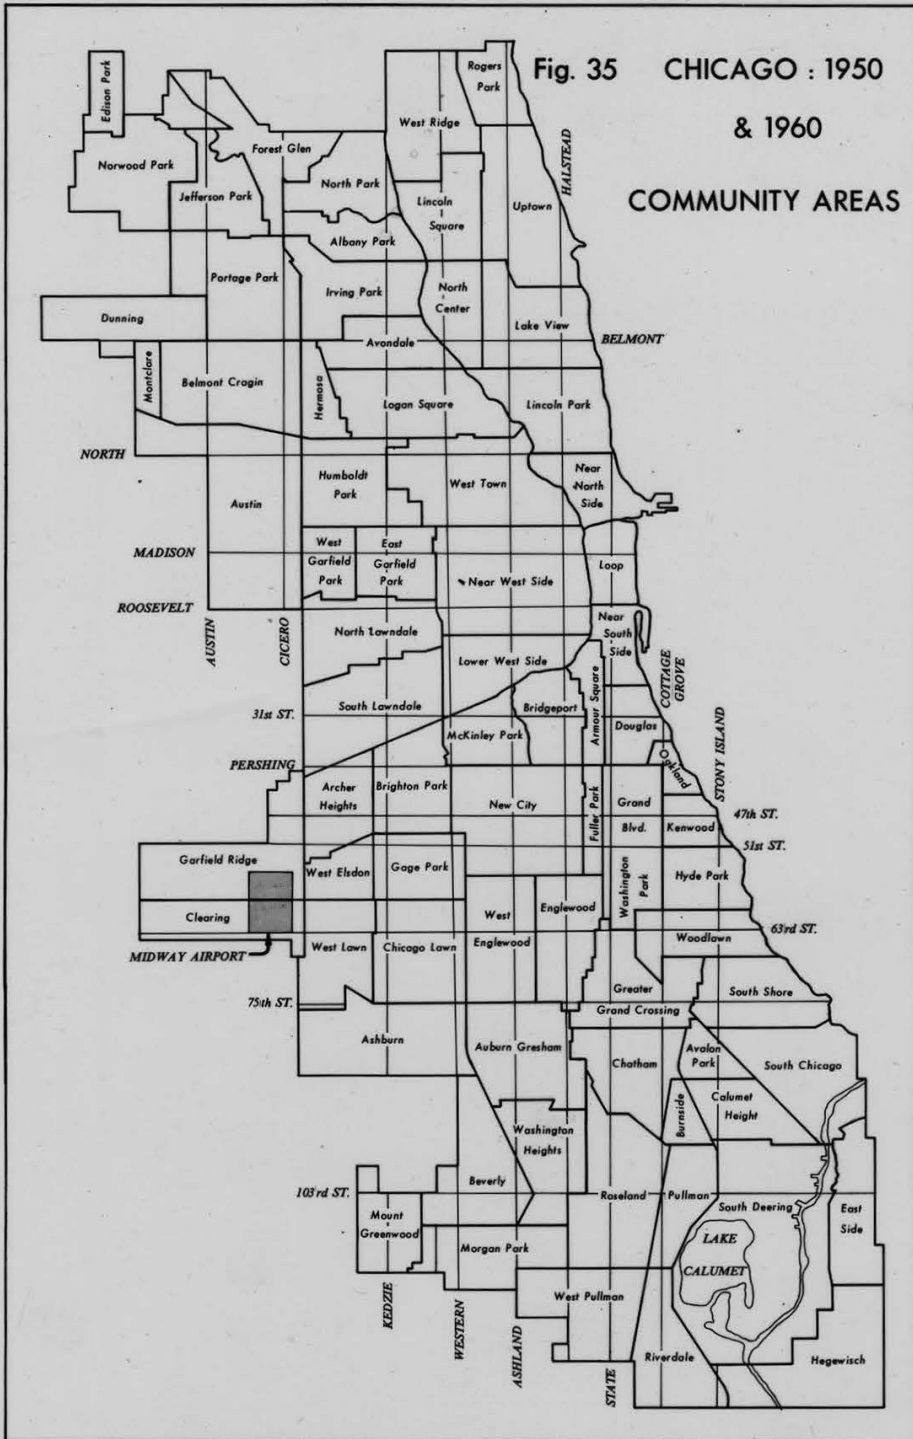 Fig. 35 CHICAGO : 1950
& 1960
COMMUNITY AREAS
Edison Park
Rogers
Park
West Ridge
HALSTEAD
Norwood Park
Forest Glen
Jefferson Park
North Park
Lincoln
Square
Uptown
Albany Park
Portage Park
Irving Park
North
Center
Dunning
Lake View
BELMONT
Avondale
Montclare
Belmont Cragin
Hermosa
Logan Square
Lincoln Park
NORTH
Humboldt
Park
West Town
Near
North
Side
Austin
MADISON
West
Garfield
Park
East
Garfield
Park
Near West Side
Loop
ROOSEVELT
AUSTIN
CICERO
North Lawndale
Near
South
Side
Lower West Side
COTTAGE
GROVE
31st ST.
South Lawndale
Bridgeport
Armour Square
Douglas
McKinley Park
Oakland
STONY ISLAND
PERSHING
Archer
Heights
Brighton Park
New City
Fuller Park
Grand
Blvd.
Kenwood
47th ST.
51st ST.
Garfield Ridge
West Elsdon
Gage Park
Washington
Park
Hyde Park
Clearing
West
Englewood
Englewood
63rd ST.
MIDWAY AIRPORT
West Lawn
Chicago Lawn
Woodlawn
75th ST.
Greater
Grand Crossing
South Shore
Ashburn
Auburn Gresham
Chatham
Avalon
Park
South Chicago
Burnside
Calumet
Height
Washington
Heights
Beverly
103rd ST.
Roseland
Pullman
South Deering
East
Side
Mount
Greenwood
Morgan Park
LAKE
CALUMET
KEDZIE
WESTERN
ASHLAND
West Pullman
STATE
Riverdale
Hegewisch